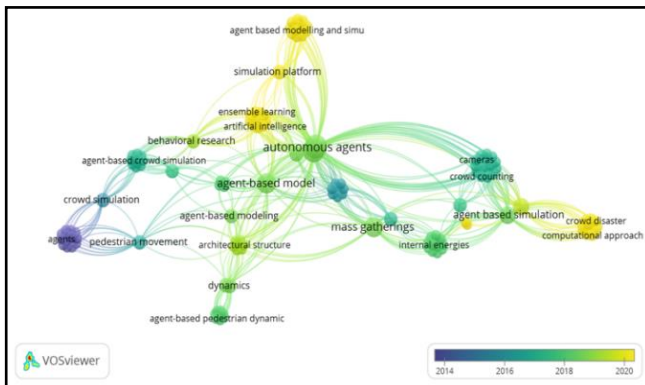 agent based modelling and simu
simulation platform
ensemble learning
artificial intelligence
behavioral research
autonomous agents
agent-based crowd simulation
cameras
crowd counting
agent-based model
crowd simulation
agent-based modeling
agent based simulation
crowd disaster
mass gatherings
computational approach
agents
pedestrian movement
architectural structure
internal energies
dynamics
agent-based pedestrian dynamic
VOSviewer
2014 2016 2018 2020